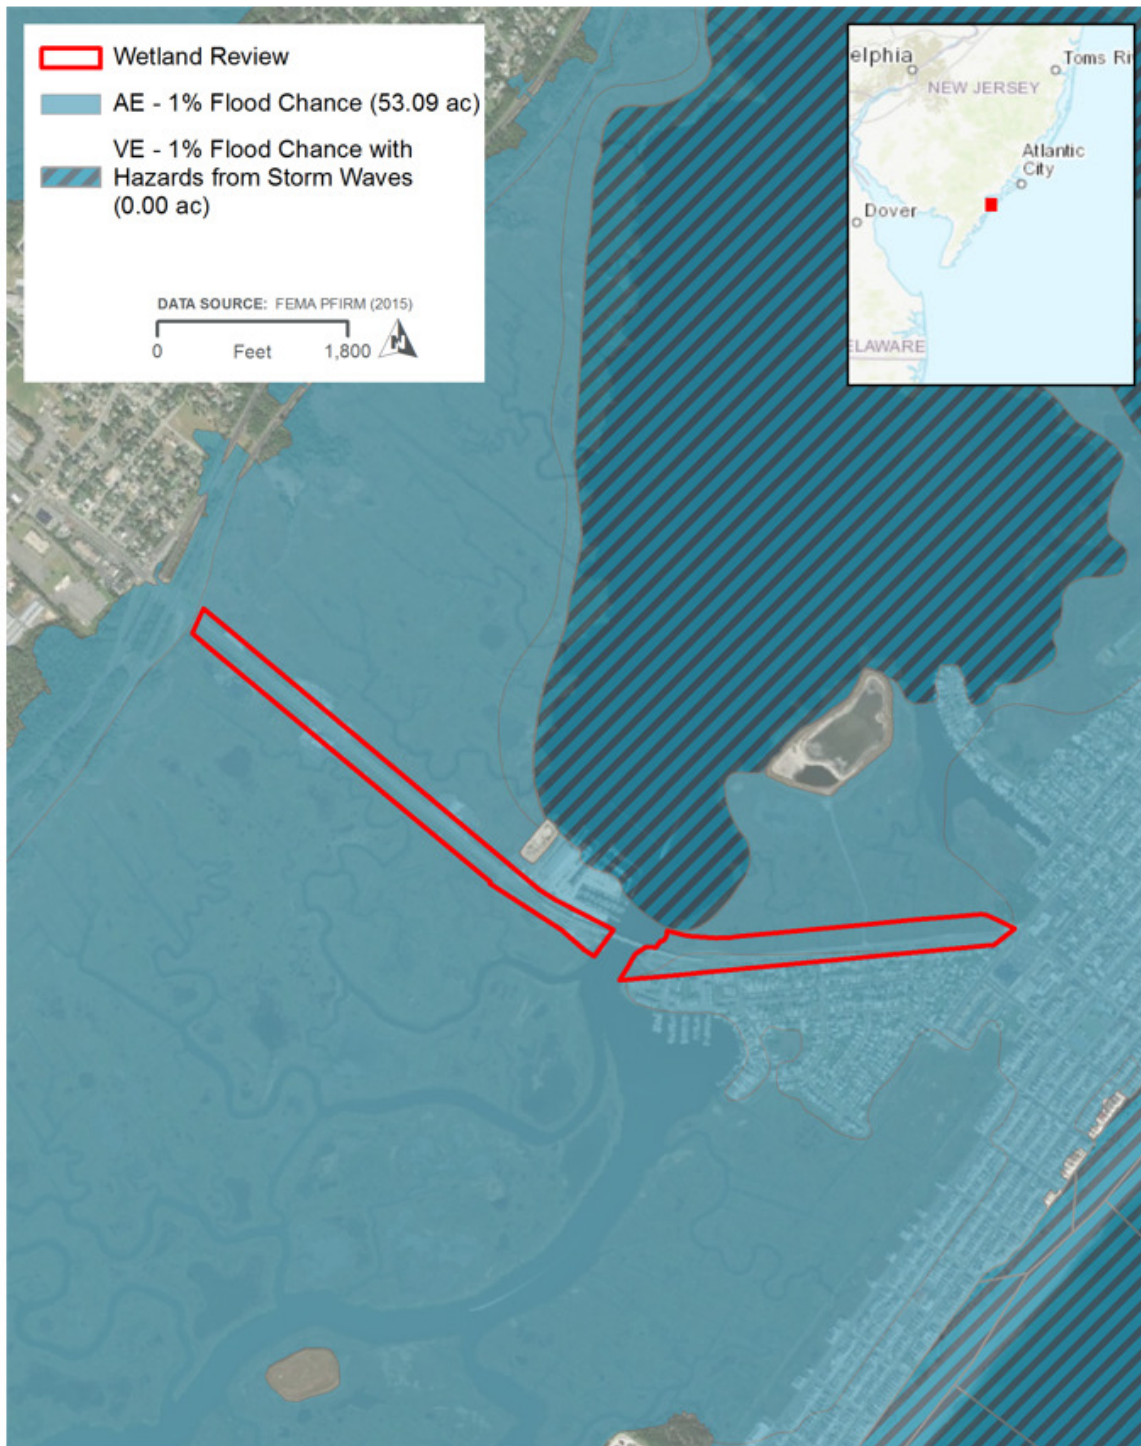 Wetland Review
AE - 1% Flood Chance (53.09 ac)
VE - 1% Flood Chance with
Hazards from Storm Waves
(0.00 ac)
DATA SOURCE: FEMA PFIRM (2015)
0 Feet 1,800
N
elphia
Toms Ri
NEW JERSEY
Atlantic
City
Dover
ELAWARE